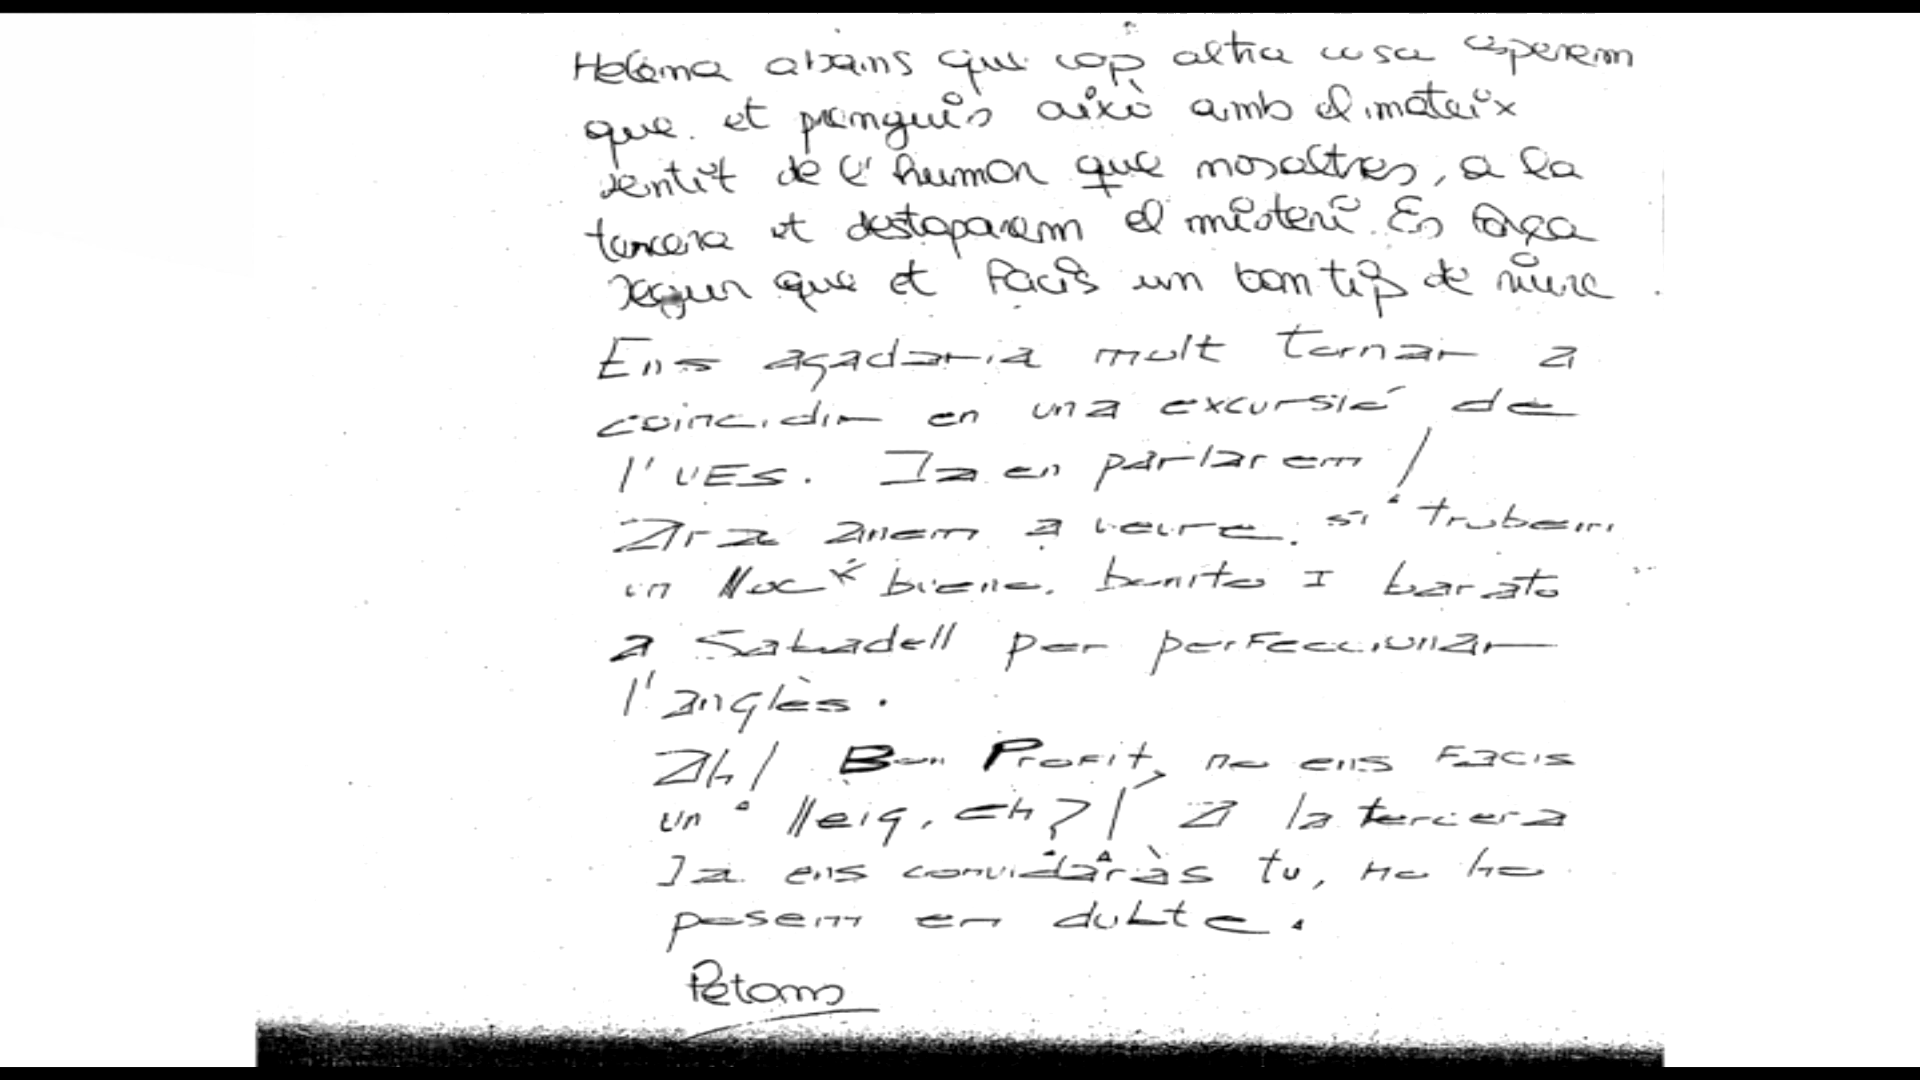 Helena abans que cap altra cosa esperem
que et prenguis això amb el mateix
sentit de l'humor que nosaltres, a la
tercera et destaparem el misteri. És força
segur que et facis un bon tip de riure.
Ens agadaria molt tornar a
coincidir en una excursió de
l'UES. Ja en parlarem!
Ara anem a veure si trobem
un lloc bueno, bonito I barato
a Sabadell per perfeccionar
l'anglès.
Ah! Bon Profit, no ens facis
un lleig, eh?! A la tercera
Ja ens convidaràs tu, no ho
posem en dubte.
Petons